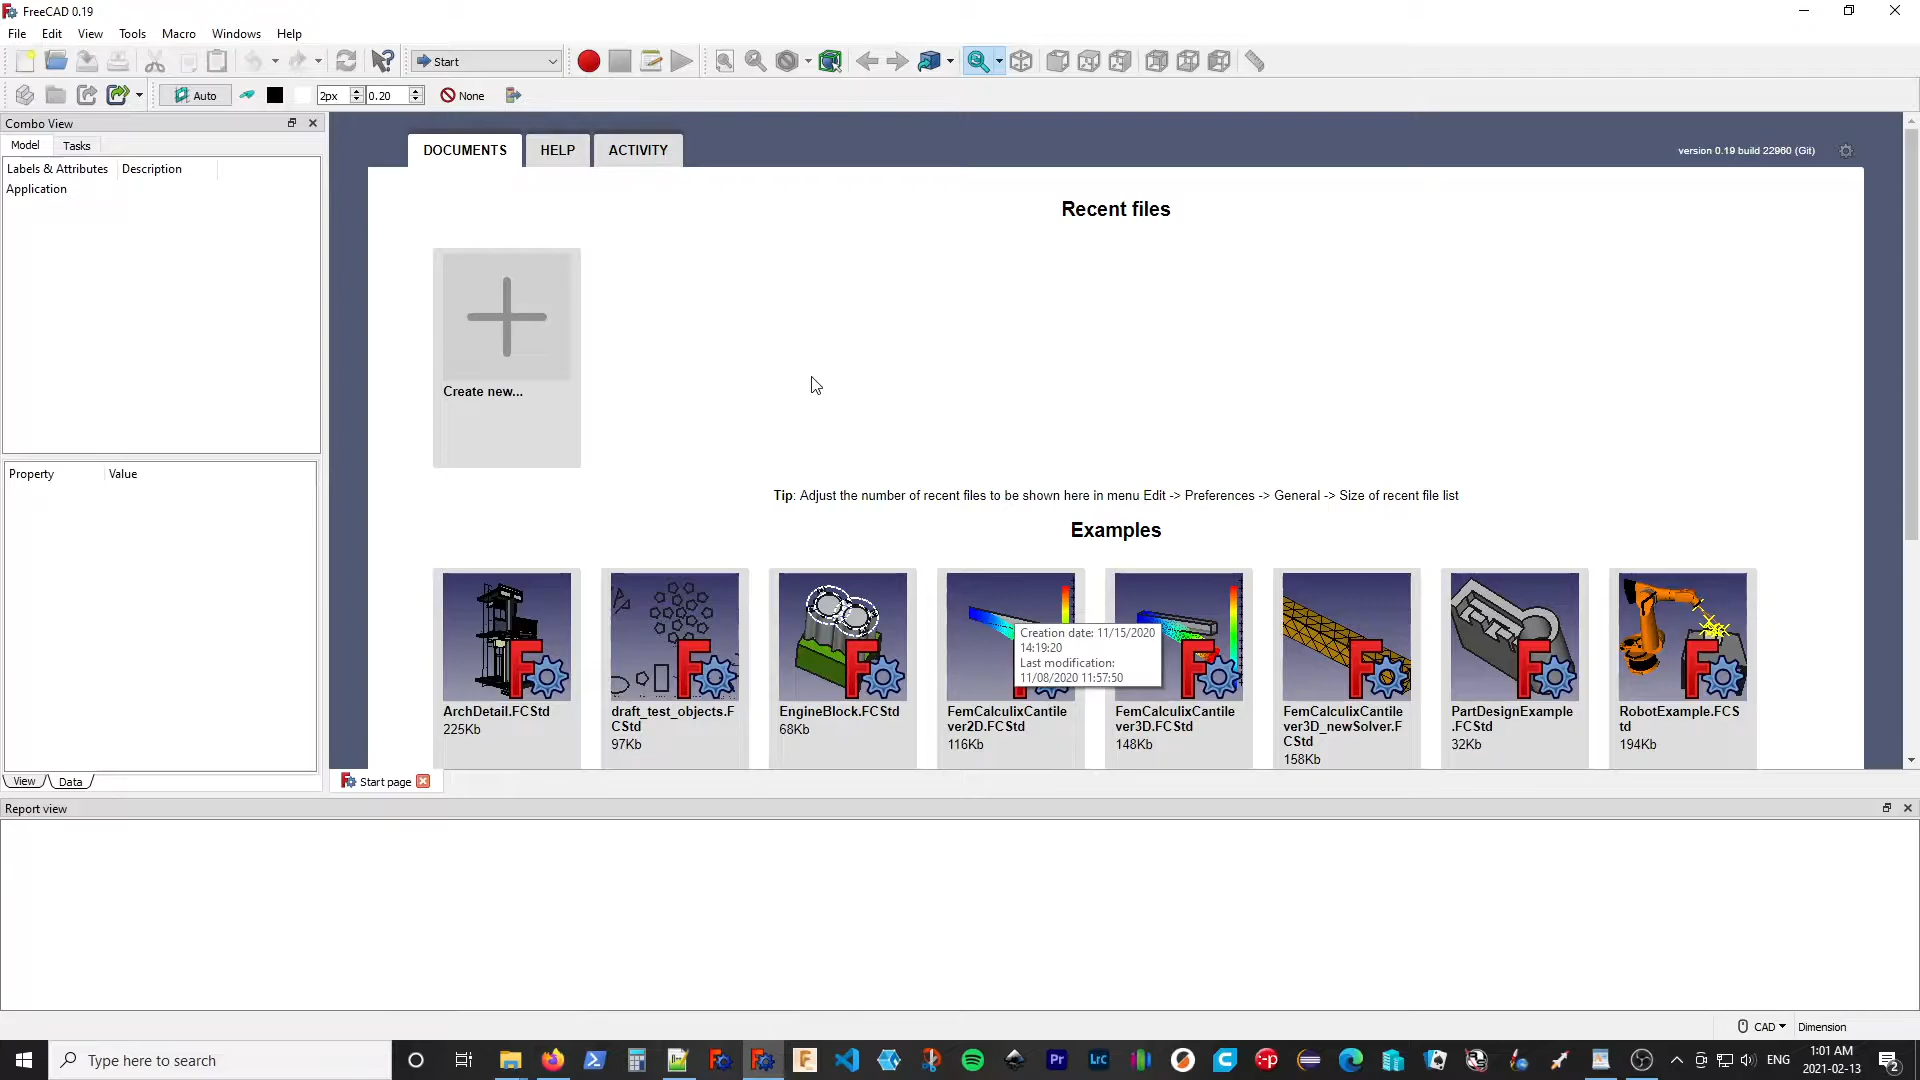 FreeCAD 0.19
File Edit View Tools Macro Windows Help
Start
Auto 2px 0.20 None
Combo View
Model Tasks
Labels & Attributes Description
Application
Property Value
View Data
DOCUMENTS HELP ACTIVITY
version 0.19 build 22960 (Git)
Recent files
Create new...
Tip: Adjust the number of recent files to be shown here in menu Edit -> Preferences -> General -> Size of recent file list
Examples
Creation date: 11/15/2020
14:19:20
Last modification:
11/08/2020 11:57:50
ArchDetail.FCStd
225Kb
draft_test_objects.F
CStd
97Kb
EngineBlock.FCStd
68Kb
FemCalculixCantile
ver2D.FCStd
116Kb
FemCalculixCantile
ver3D.FCStd
148Kb
FemCalculixCantile
ver3D_newSolver.F
CStd
158Kb
PartDesignExample
.FCStd
32Kb
RobotExample.FCS
td
194Kb
Start page
Report view
CAD Dimension
Type here to search
Pr
Lrc
ENG
1:01 AM
2021-02-13
2